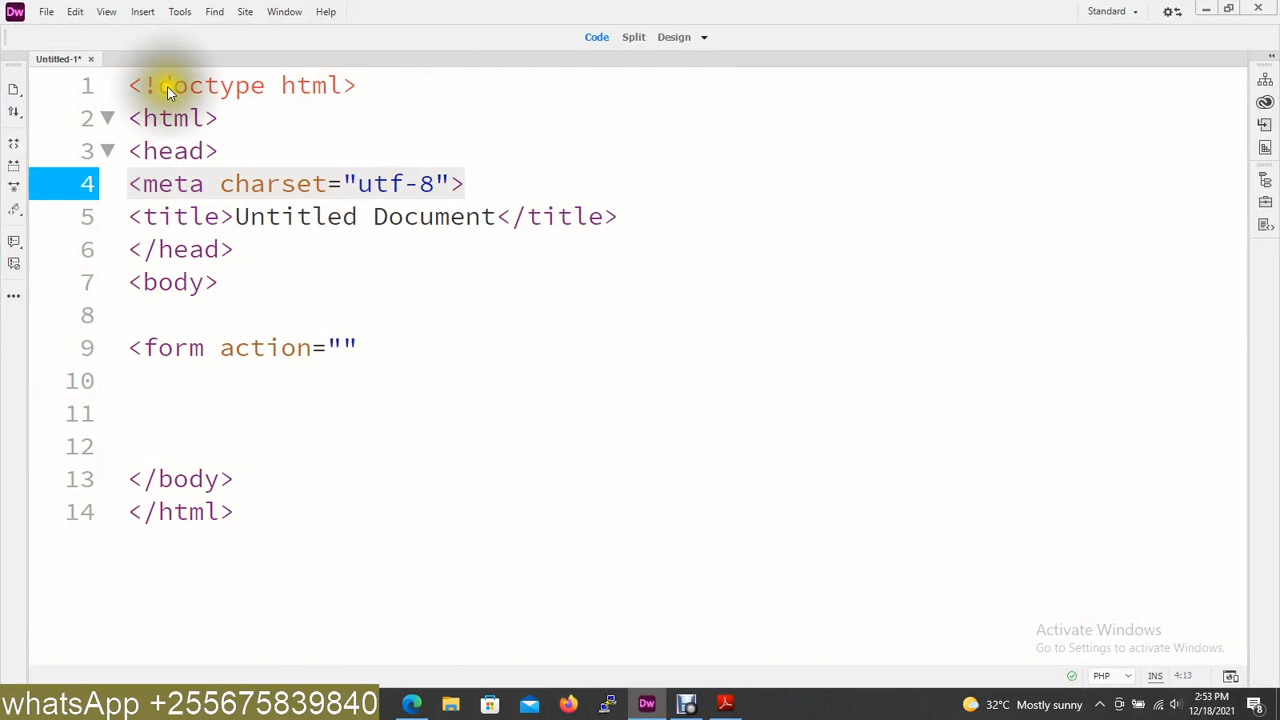 Dw File Edit View Insert Tools Find Site Window Help Standard
Code Split Design
Untitled-1* ×
1 <!doctype html>
2 <html>
3 <head>
4 <meta charset="utf-8">
5 <title>Untitled Document</title>
6 </head>
7 <body>
8
9 <form action=""
10
11
12
13 </body>
14 </html>
Activate Windows
Go to Settings to activate Windows.
PHP INS 4:13
whatsApp +255675839840
Dw
32°C Mostly sunny
2:53 PM
12/18/2021